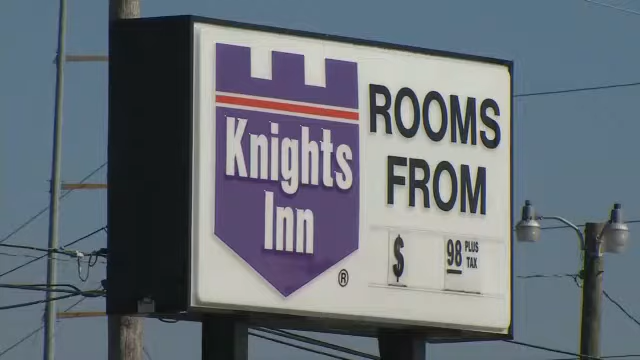 Knights
Inn
®
ROOMS
FROM
$ 98 PLUS
TAX